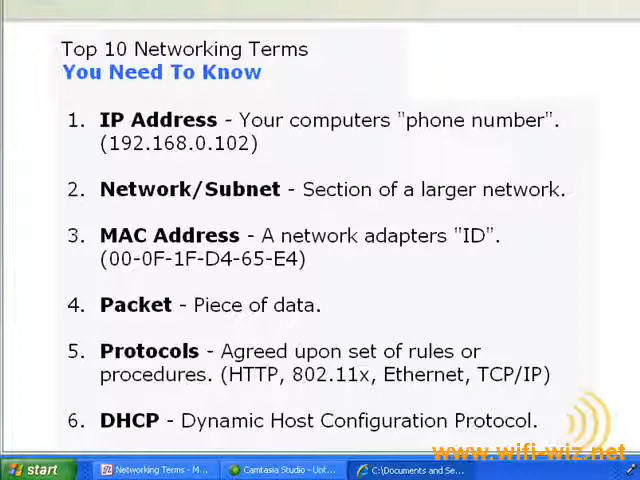 Top 10 Networking Terms
You Need To Know
1. IP Address - Your computers "phone number".
(192.168.0.102)
2. Network/Subnet - Section of a larger network.
3. MAC Address - A network adapters "ID".
(00-0F-1F-D4-65-E4)
4. Packet - Piece of data.
5. Protocols - Agreed upon set of rules or
procedures. (HTTP, 802.11x, Ethernet, TCP/IP)
6. DHCP - Dynamic Host Configuration Protocol.
www.wifi-wiz.net
start Networking Terms - M... Camtasia Studio - Unt... C:\Documents and Se...